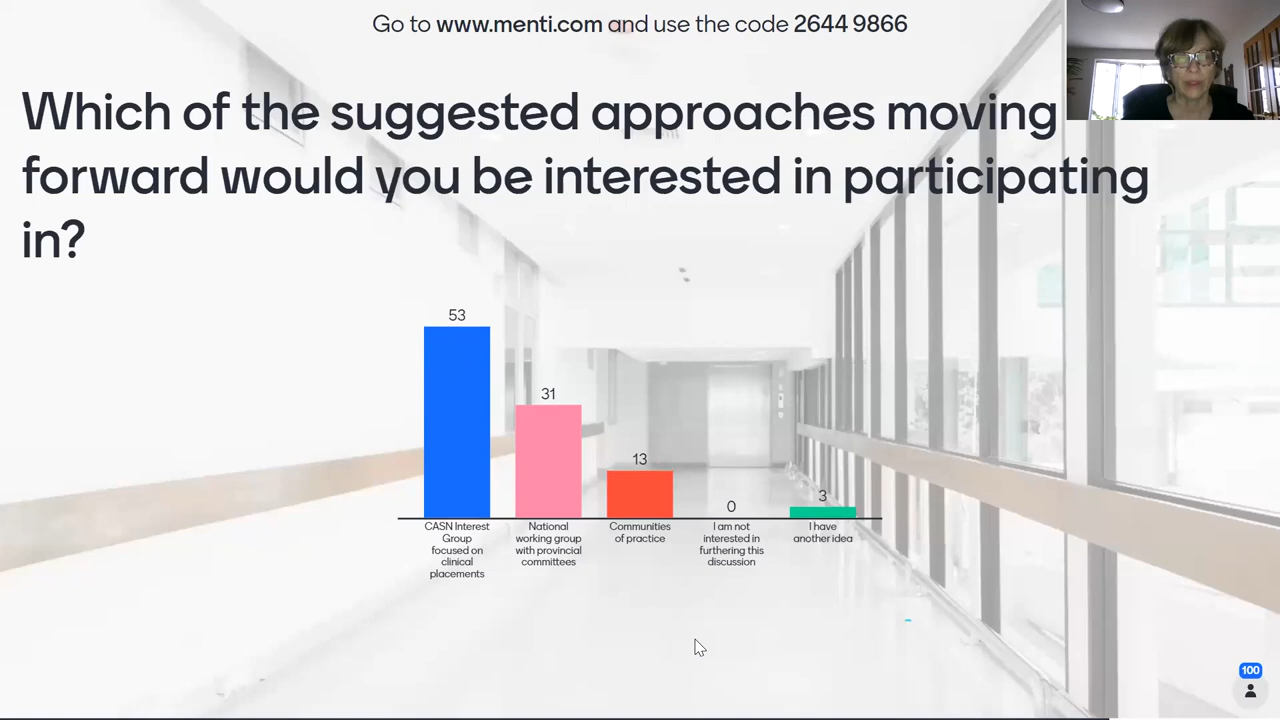 Go to www.menti.com and use the code 2644 9866
Which of the suggested approaches moving
forward would you be interested in participating
in?
53
31
13
0
3
CASN Interest
Group
focused on
clinical
placements
National
working group
with provincial
committees
Communities
of practice
I am not
interested in
furthering this
discussion
I have
another idea
100